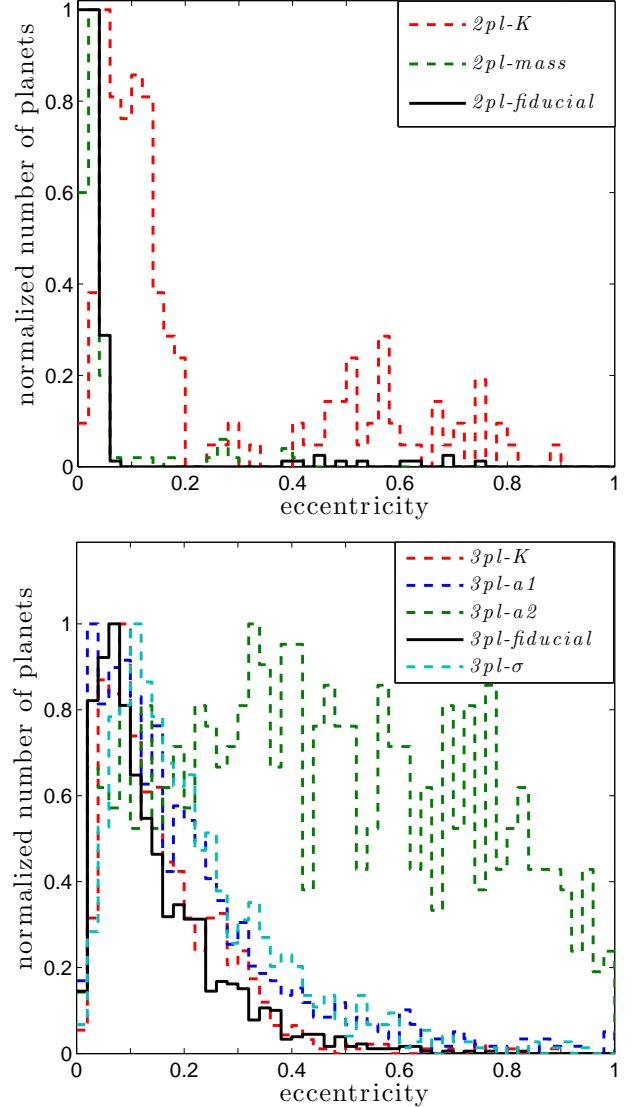 1
0.8
0.6
0.4
0.2
0
0 0.2 0.4 0.6 0.8 1
normalized number of planets
eccentricity
2pl-K
2pl-mass
2pl-fiducial
1
0.8
0.6
0.4
0.2
0
0 0.2 0.4 0.6 0.8 1
normalized number of planets
eccentricity
3pl-K
3pl-a1
3pl-a2
3pl-fiducial
3pl-σ